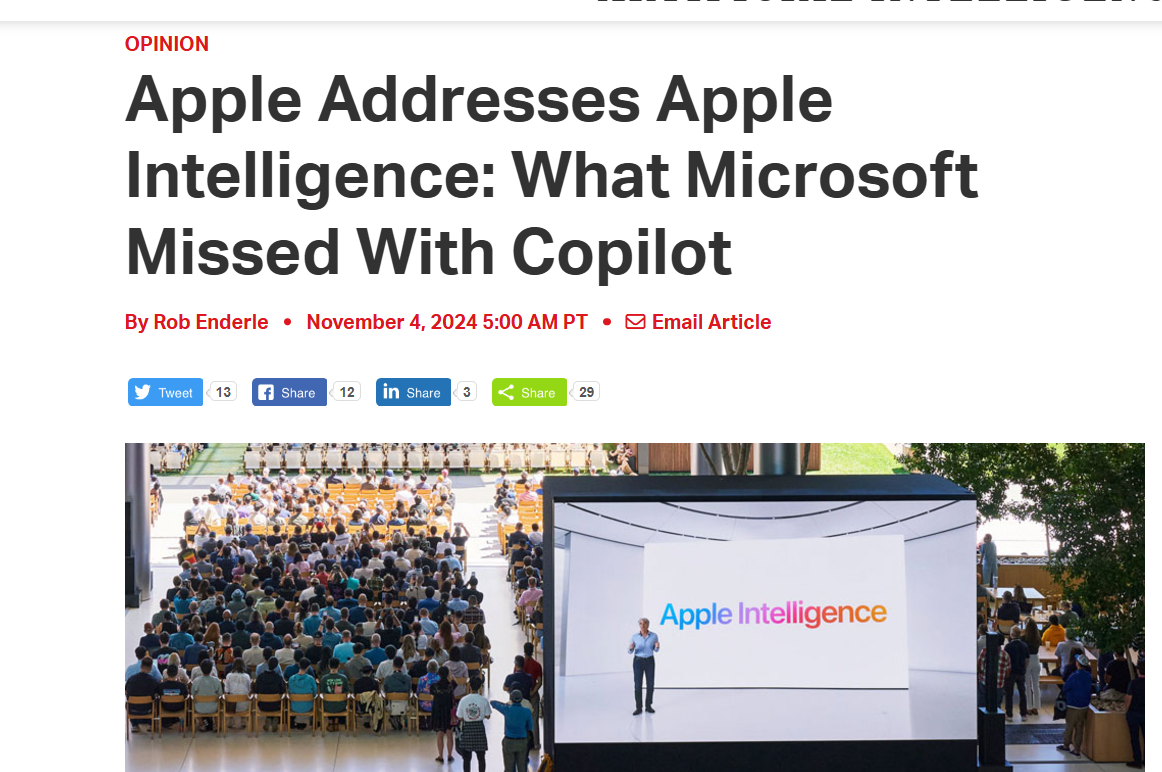 OPINION
Apple Addresses Apple
Intelligence: What Microsoft
Missed With Copilot
By Rob Enderle • November 4, 2024 5:00 AM PT • Email Article
Tweet 13 Share 12 in Share 3 Share 29
Apple Intelligence